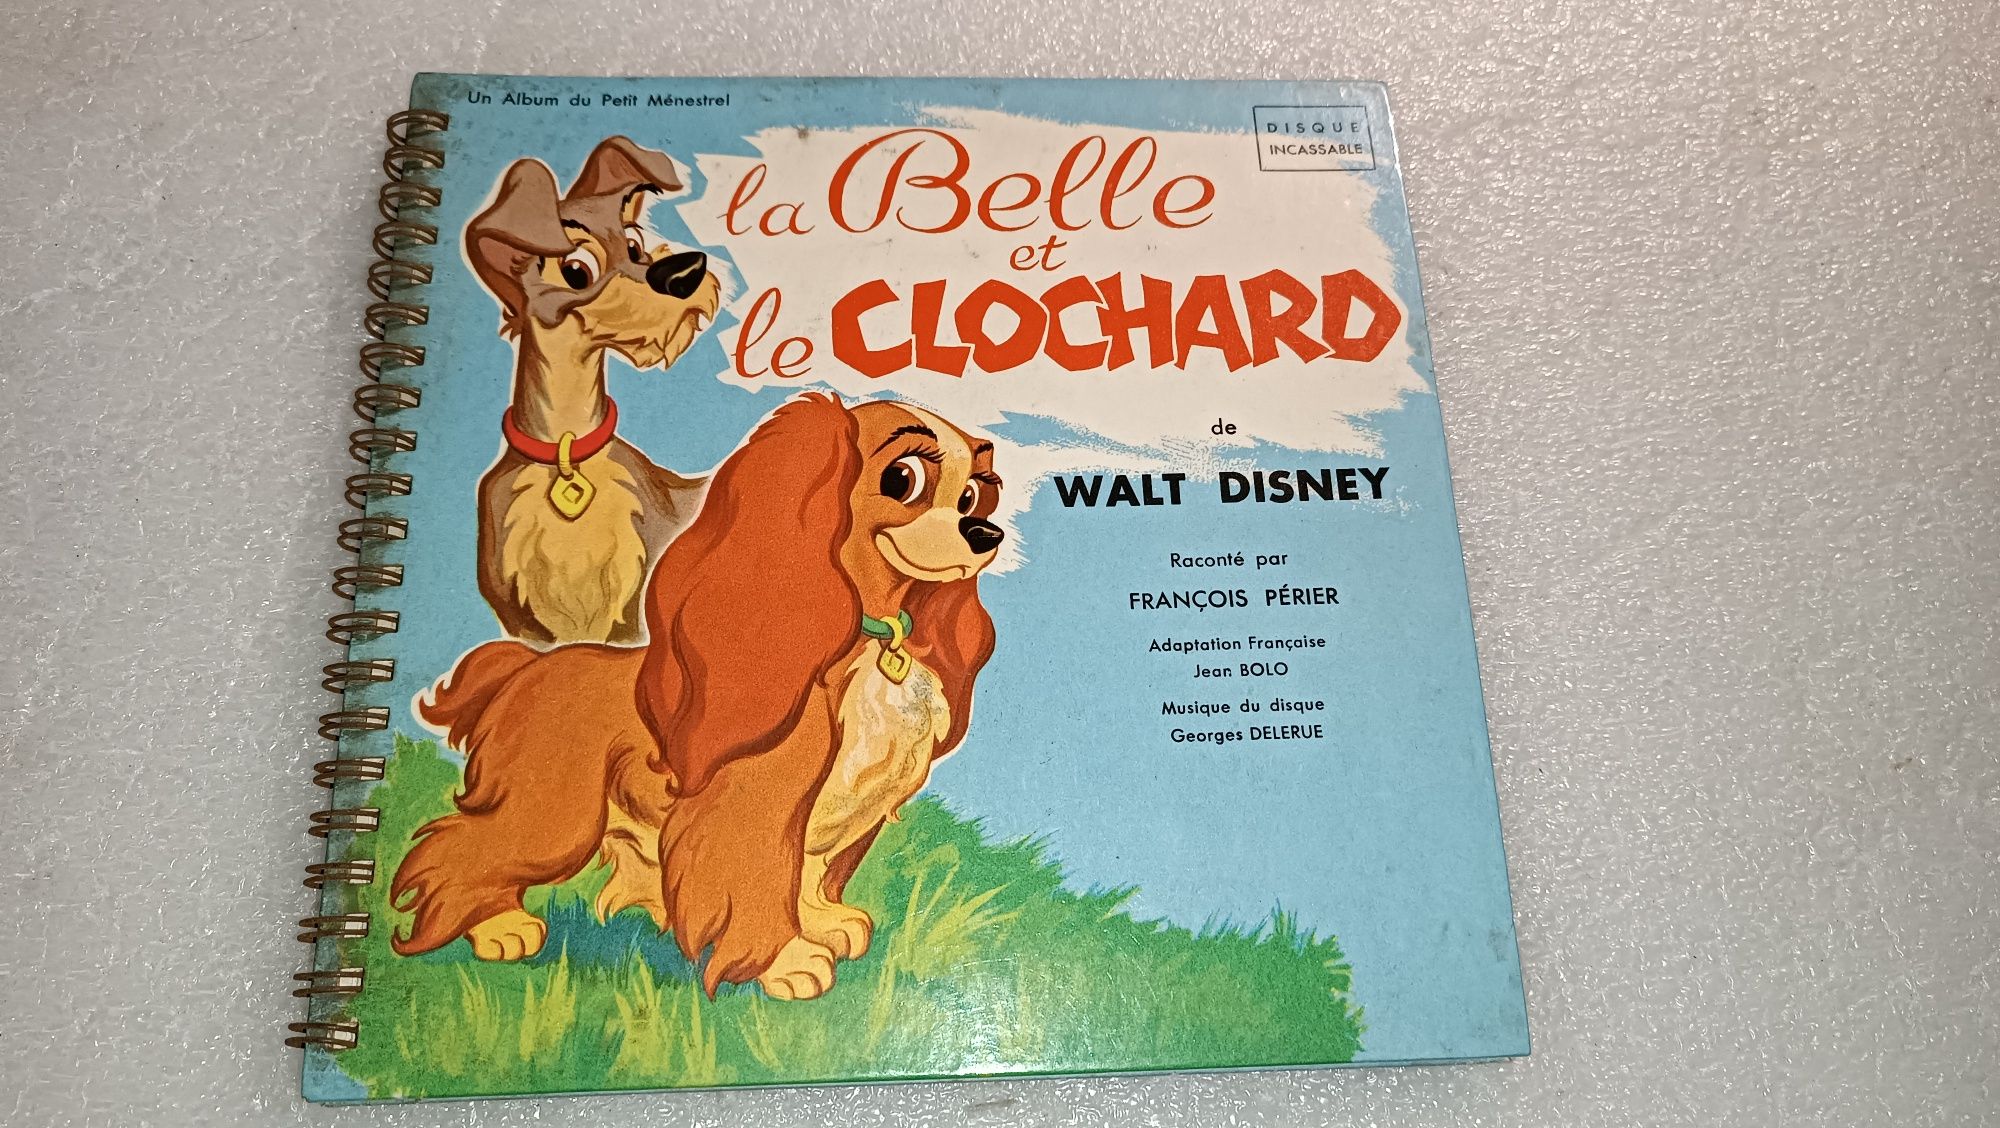 Un Album du Petit Ménestrel
DISQUE
INCASSABLE
la Belle
et
le CLOCHARD
de
WALT DISNEY
Raconté par
FRANÇOIS PÉRIER
Adaptation Française
Jean BOLO
Musique du disque
Georges DELERUE